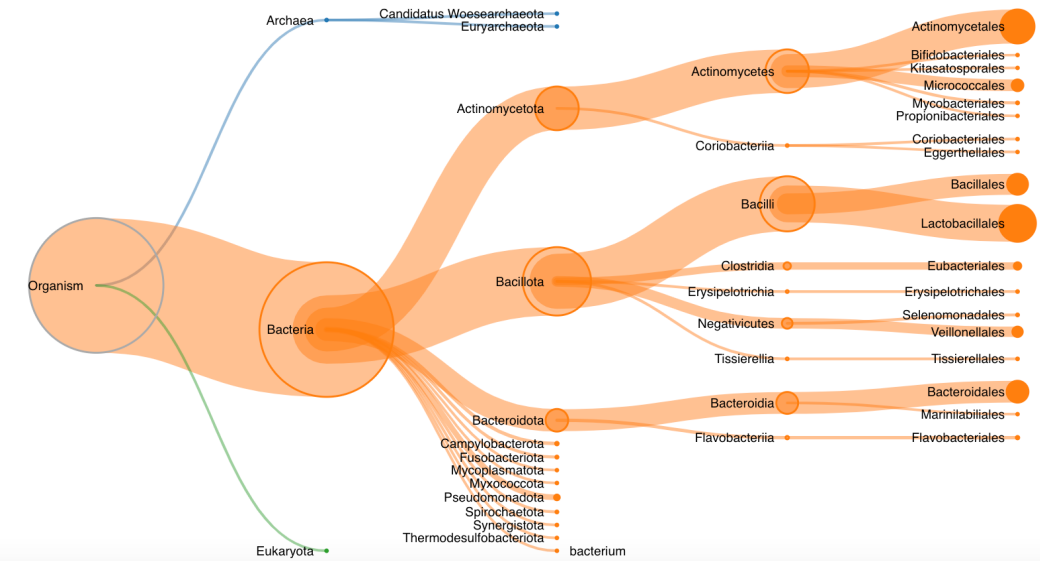 Organism
Archaea
Bacteria
Eukaryota
Candidatus Woesearchaeota
Euryarchaeota
Actinomycetota
Bacillota
Bacteroidota
Campylobacterota
Fusobacteriota
Mycoplasmatota
Myxococcota
Pseudomonadota
Spirochaetota
Synergistota
Thermodesulfobacteriota
bacterium
Actinomycetes
Coriobacteriia
Bacilli
Clostridia
Erysipelotrichia
Negativicutes
Tissierellia
Bacteroidia
Flavobacteriia
Actinomycetales
Bifidobacteriales
Kitasatosporales
Micrococcales
Mycobacteriales
Propionibacteriales
Coriobacteriales
Eggerthellales
Bacillales
Lactobacillales
Eubacteriales
Erysipelotrichales
Selenomonadales
Veillonellales
Tissierellales
Bacteroidales
Marinilabiliales
Flavobacteriales